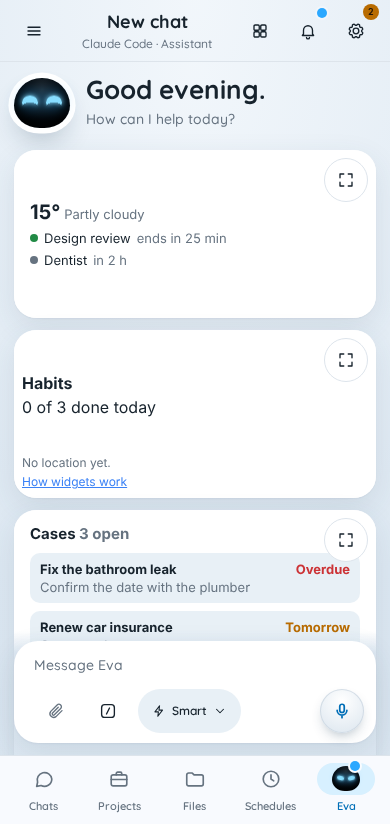 New chat
Claude Code · Assistant
2
Good evening.
How can I help today?
15° Partly cloudy
Design review ends in 25 min
Dentist in 2 h
Habits
0 of 3 done today
No location yet.
How widgets work
Cases 3 open
Fix the bathroom leak Overdue
Confirm the date with the plumber
Renew car insurance Tomorrow
Message Eva
Smart
Chats Projects Files Schedules Eva